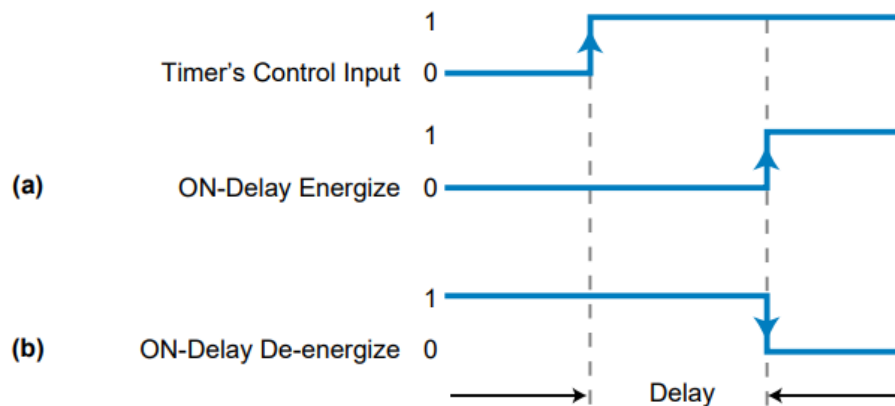 1
Timer's Control Input 0
1
(a) ON-Delay Energize 0
1
(b) ON-Delay De-energize 0
Delay